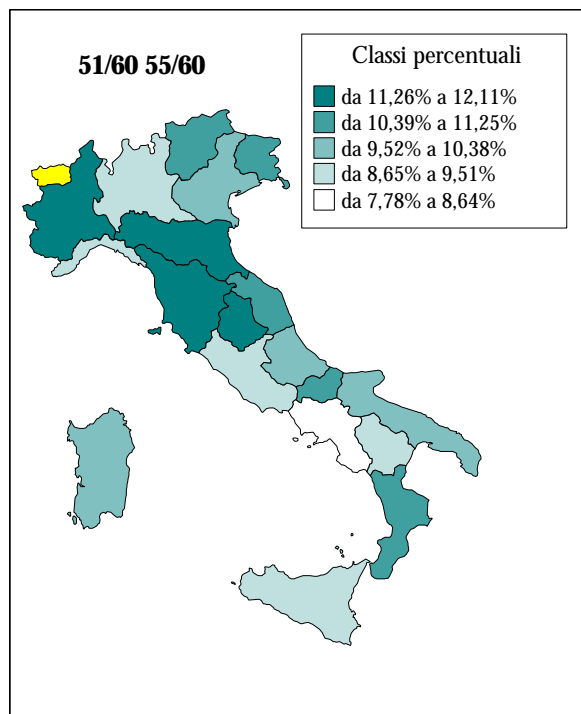 51/60 55/60
Classi percentuali
da 11,26% a 12,11%
da 10,39% a 11,25%
da 9,52% a 10,38%
da 8,65% a 9,51%
da 7,78% a 8,64%